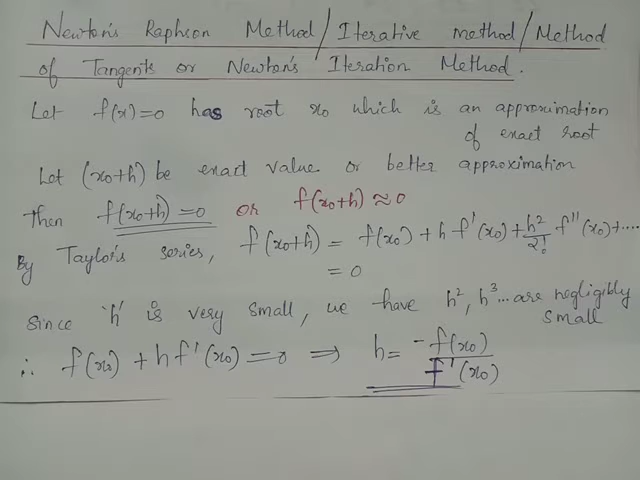 Newton's Raphson Method/Iterative method/Method
of Tangents or Newton's Iteration Method.
Let f(x)=0 has root x₀ which is an approximation
of exact root
Let (x₀+h) be exact value or better approximation
then f(x₀+h)=0 or f(x₀+h)≈0
By Taylor's series, f(x₀+h) = f(x₀)+h f'(x₀)+h²/2! f''(x₀)+....
= 0
Since 'h' is very small, we have h², h³... are negligibly
small
∴ f(x₀)+hf'(x₀)=0 ⇒ h= -f(x₀)/f'(x₀)